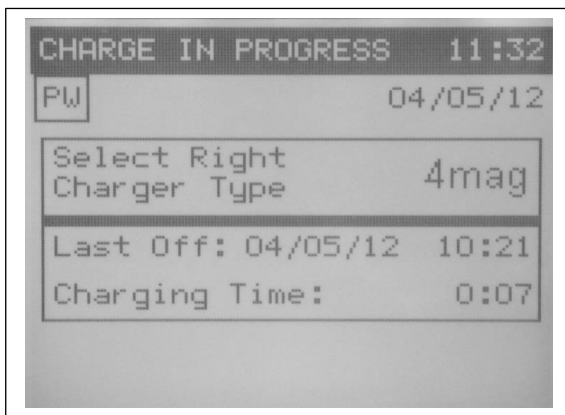 CHARGE IN PROGRESS 11:32
PW 04/05/12
Select Right
Charger Type 4mag
Last Off: 04/05/12 10:21
Charging Time: 0:07